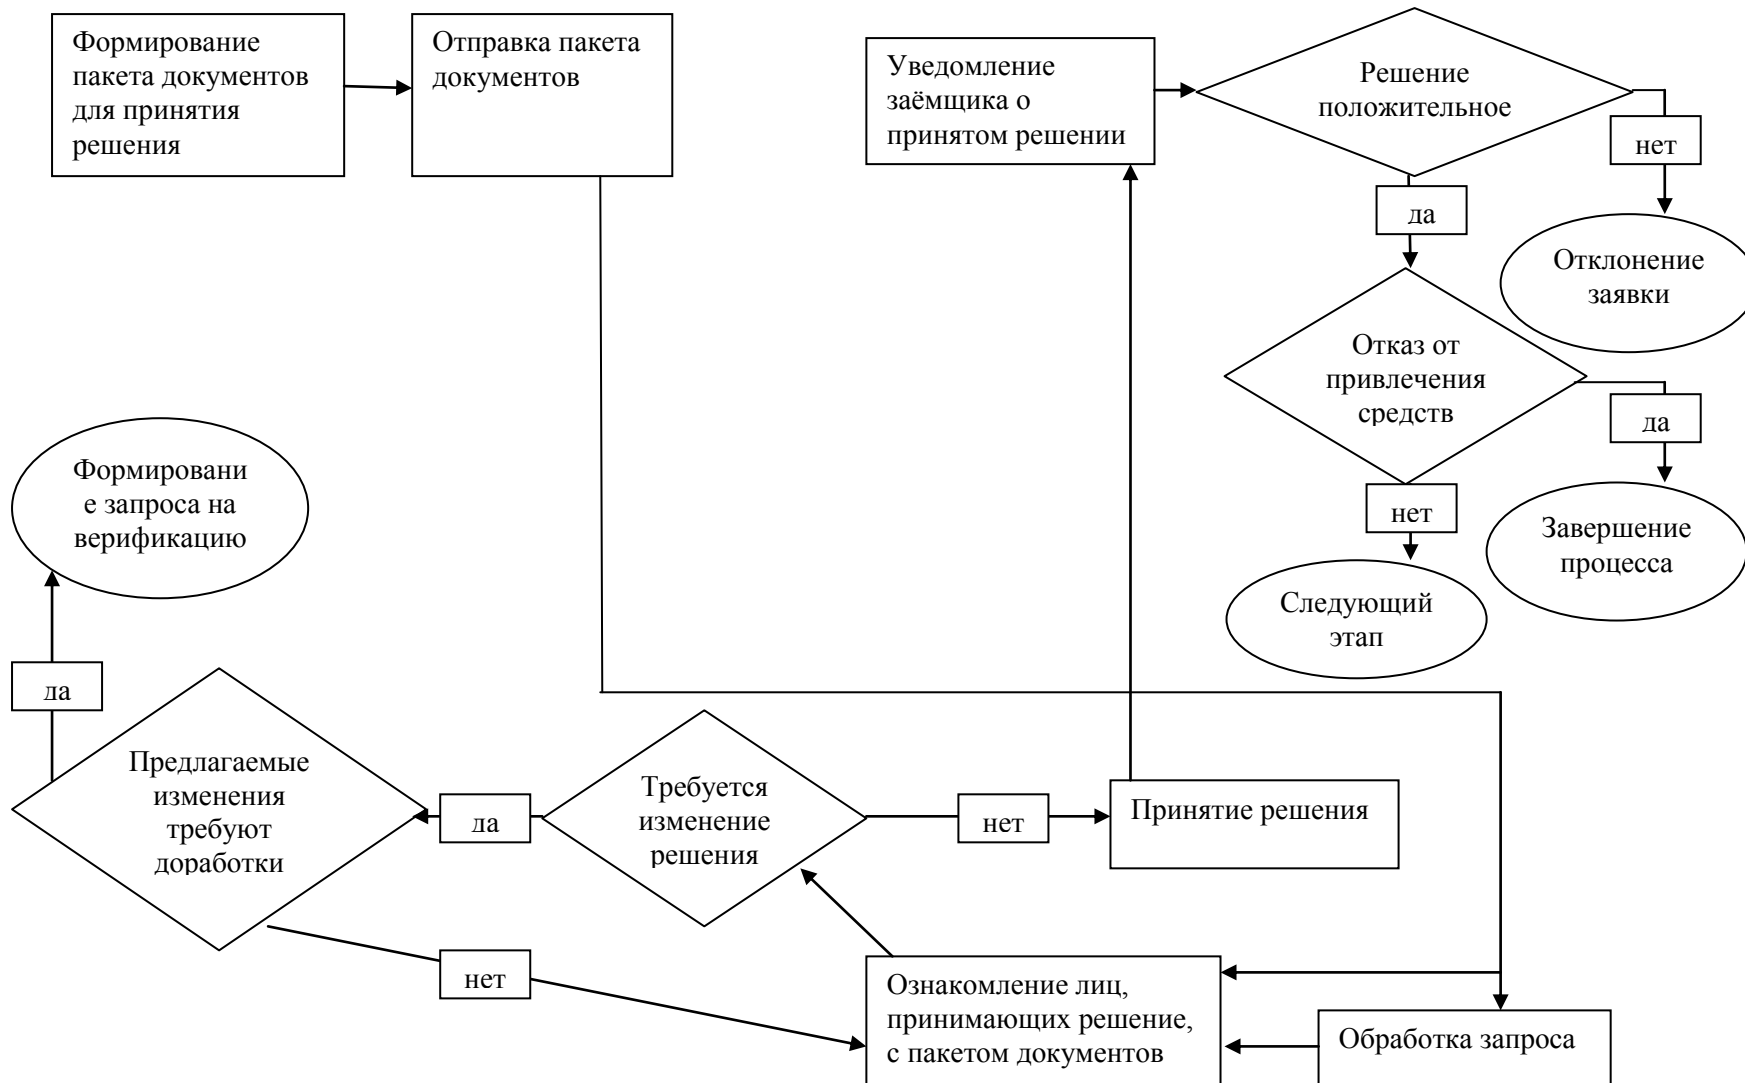 Формирование
пакета документов
для принятия
решения
Отправка пакета
документов
Уведомление
заёмщика о
принятом решении
Решение
положительное
нет
да
Отклонение
заявки
Отказ от
привлечения
средств
да
нет
Завершение
процесса
Следующий
этап
Формировани
е запроса на
верификацию
да
Предлагаемые
изменения
требуют
доработки
да
Требуется
изменение
решения
нет
Принятие решения
нет
Ознакомление лиц,
принимающих решение,
с пакетом документов
Обработка запроса